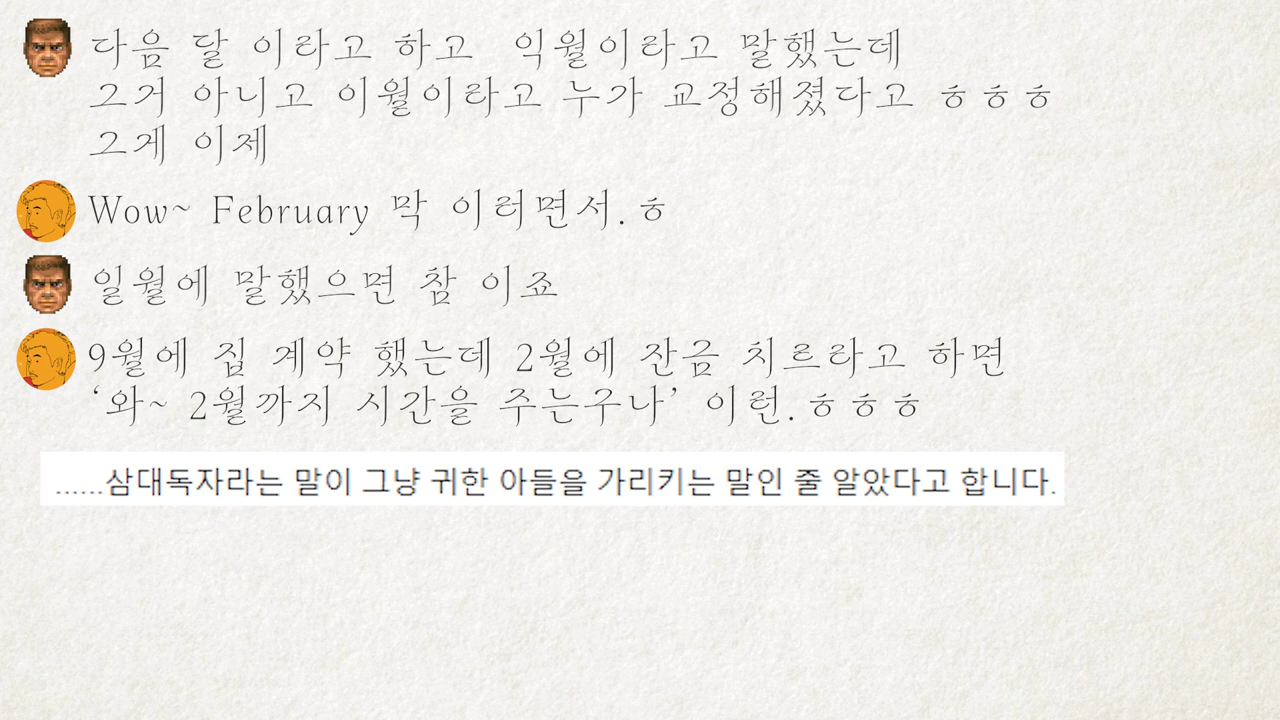 다음 달 이라고 하고 익월이라고 말했는데
그거 아니고 이월이라고 누가 교정해줬다고 ㅎㅎㅎ
그게 이제
Wow~ February 막 이러면서.ㅎ
일월에 말했으면 참 이죠
9월에 집 계약 했는데 2월에 잔금 치르라고 하면
‘와~ 2월까지 시간을 주는구나’ 이런.ㅎㅎㅎ
......삼대독자라는 말이 그냥 귀한 아들을 가리키는 말인 줄 알았다고 합니다.